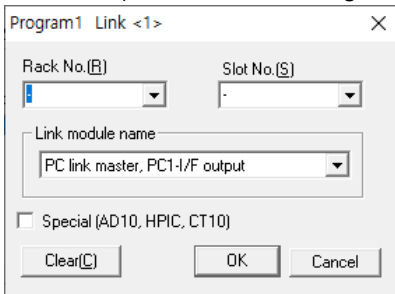 Program1 Link <1>
Rack No.(R) Slot No.(S)
- -
Link module name
PC link master, PC1-I/F output
Special (AD10, HPIC, CT10)
Clear(C) OK Cancel